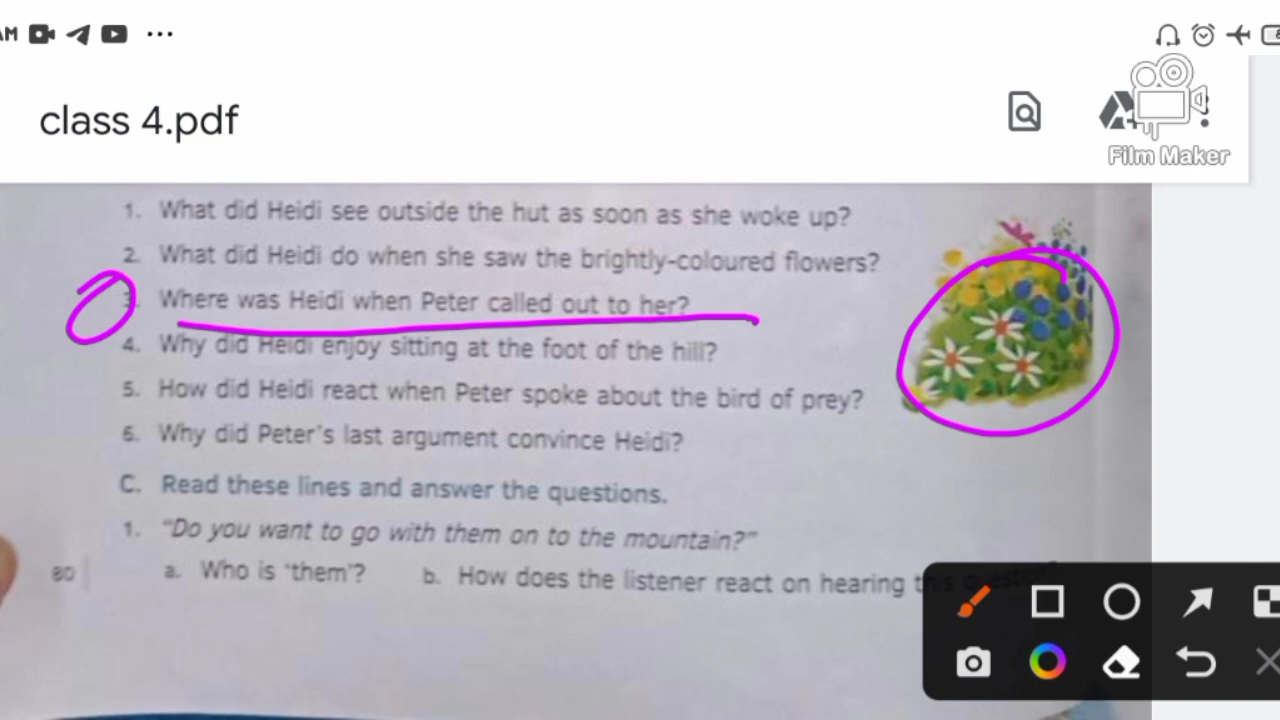 AM
class 4.pdf
Film Maker
1. What did Heidi see outside the hut as soon as she woke up?
2. What did Heidi do when she saw the brightly-coloured flowers?
3. Where was Heidi when Peter called out to her?
4. Why did Heidi enjoy sitting at the foot of the hill?
5. How did Heidi react when Peter spoke about the bird of prey?
6. Why did Peter's last argument convince Heidi?
C. Read these lines and answer the questions.
1. "Do you want to go with them on to the mountain?"
80 a. Who is 'them'? b. How does the listener react on hearing this